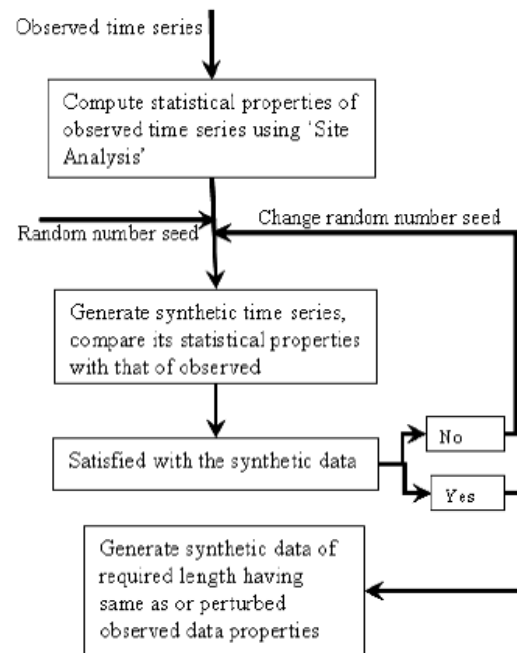 Observed time series
Compute statistical properties of
observed time series using ‘Site
Analysis’
Change random number seed
Random number seed
Generate synthetic time series,
compare its statistical properties
with that of observed
No
Satisfied with the synthetic data
Yes
Generate synthetic data of
required length having
same as or perturbed
observed data properties